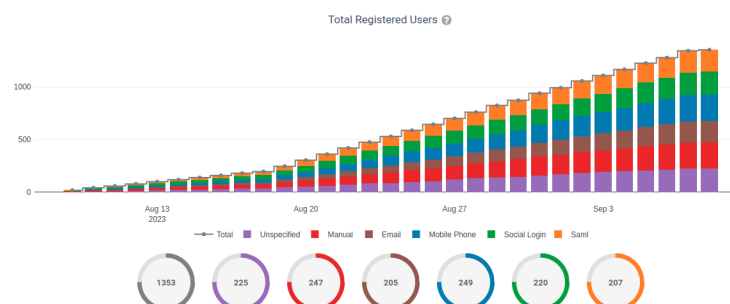 Total Registered Users ?
1000
500
0
Aug 13
2023
Aug 20
Aug 27
Sep 3
Total Unspecified Manual Email Mobile Phone Social Login Saml
1353 225 247 205 249 220 207